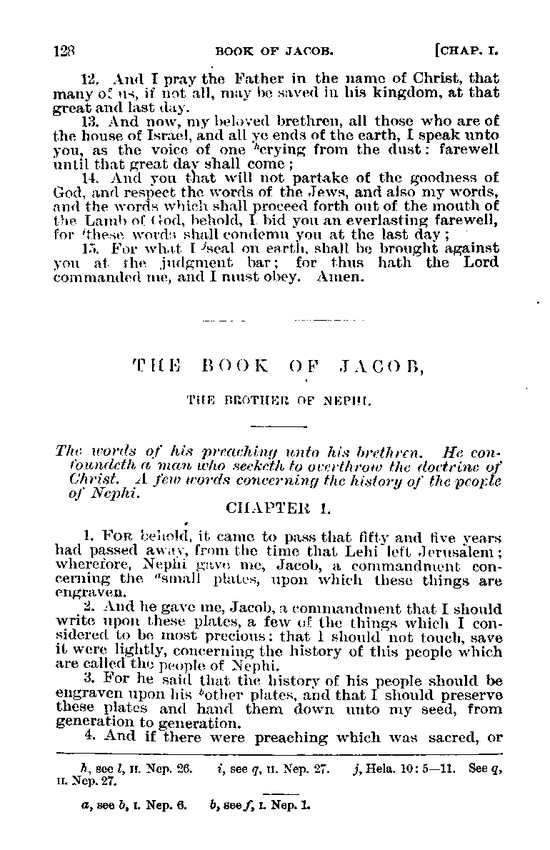 128 BOOK OF JACOB. [CHAP. I.
12. And I pray the Father in the name of Christ, that
many of us, if not all, may be saved in his kingdom, at that
great and last day.
13. And now, my beloved brethren, all those who are of
the house of Israel, and all ye ends of the earth, I speak unto
you, as the voice of one ʰcrying from the dust: farewell
until that great day shall come;
14. And you that will not partake of the goodness of
God, and respect the words of the Jews, and also my words,
and the words which shall proceed forth out of the mouth of
the Lamb of God, behold, I bid you an everlasting farewell,
for ⁱthese words shall condemn you at the last day;
15. For what I ʲseal on earth, shall be brought against
you at the judgment bar; for thus hath the Lord
commanded me, and I must obey. Amen.
THE BOOK OF JACOB,
THE BROTHER OF NEPHI.
The words of his preaching unto his brethren. He con-
foundeth a man who seeketh to overthrow the doctrine of
Christ. A few words concerning the history of the people
of Nephi.
CHAPTER I.
1. FOR behold, it came to pass that fifty and five years
had passed away, from the time that Lehi left Jerusalem;
wherefore, Nephi gave me, Jacob, a commandment con-
cerning the ᵃsmall plates, upon which these things are
engraven.
2. And he gave me, Jacob, a commandment that I should
write upon these plates, a few of the things which I con-
sidered to be most precious: that I should not touch, save
it were lightly, concerning the history of this people which
are called the people of Nephi.
3. For he said that the history of his people should be
engraven upon his ᵇother plates, and that I should preserve
these plates and hand them down unto my seed, from
generation to generation.
4. And if there were preaching which was sacred, or
h, see l, II. Nep. 26. i, see q, II. Nep. 27. j, Hela. 10: 5—11. See q,
II. Nep. 27.
a, see b, I. Nep. 6. b, see f, I. Nep. 1.